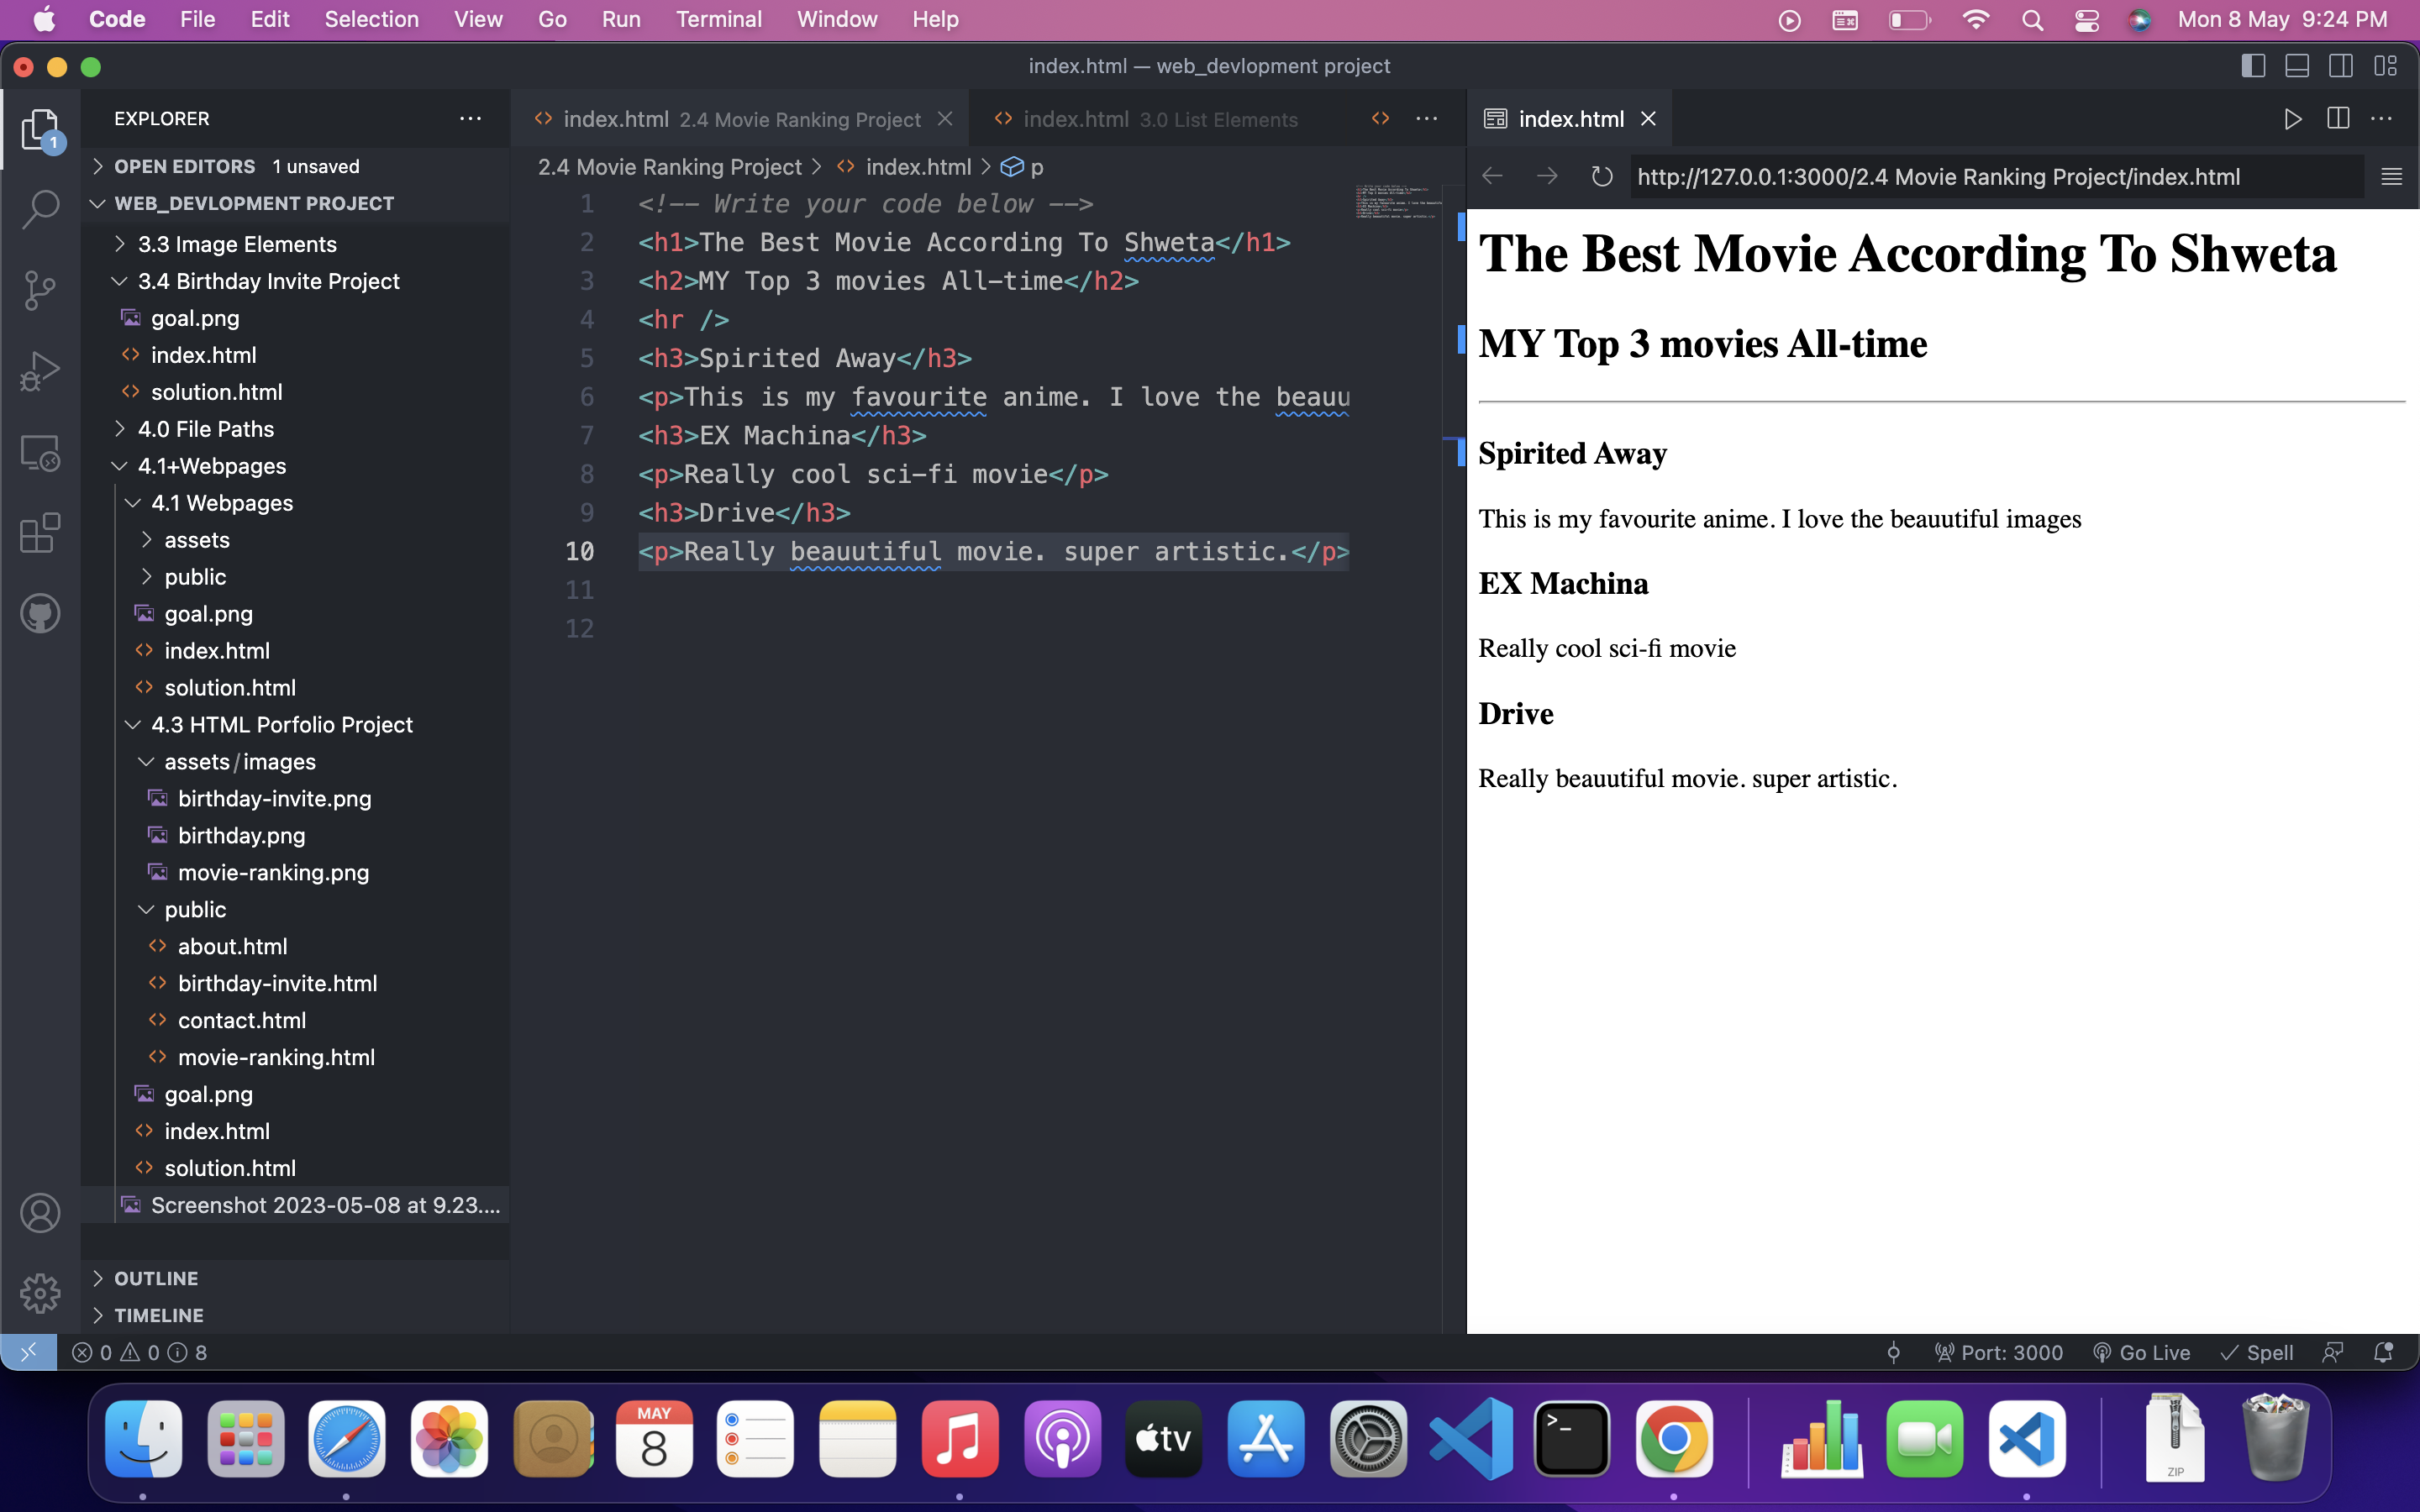 Code File Edit Selection View Go Run Terminal Window Help Mon 8 May 9:24 PM
index.html — web_devlopment project
EXPLORER
OPEN EDITORS 1 unsaved
WEB_DEVLOPMENT PROJECT
3.3 Image Elements
3.4 Birthday Invite Project
goal.png
index.html
solution.html
4.0 File Paths
4.1+Webpages
4.1 Webpages
assets
public
goal.png
index.html
solution.html
4.3 HTML Porfolio Project
assets/images
birthday-invite.png
birthday.png
movie-ranking.png
public
about.html
birthday-invite.html
contact.html
movie-ranking.html
goal.png
index.html
solution.html
Screenshot 2023-05-08 at 9.23....
OUTLINE
TIMELINE
index.html 2.4 Movie Ranking Project
index.html 3.0 List Elements
2.4 Movie Ranking Project > index.html > p
1 <!-- Write your code below -->
2 <h1>The Best Movie According To Shweta</h1>
3 <h2>MY Top 3 movies All-time</h2>
4 <hr />
5 <h3>Spirited Away</h3>
6 <p>This is my favourite anime. I love the beauu
7 <h3>EX Machina</h3>
8 <p>Really cool sci-fi movie</p>
9 <h3>Drive</h3>
10 <p>Really beauutiful movie. super artistic.</p>
11
12
index.html
http://127.0.0.1:3000/2.4 Movie Ranking Project/index.html
The Best Movie According To Shweta
MY Top 3 movies All-time
Spirited Away
This is my favourite anime. I love the beauutiful images
EX Machina
Really cool sci-fi movie
Drive
Really beauutiful movie. super artistic.
0 0 8
Port: 3000 Go Live Spell
1
MAY
8
tv
>_
ZIP